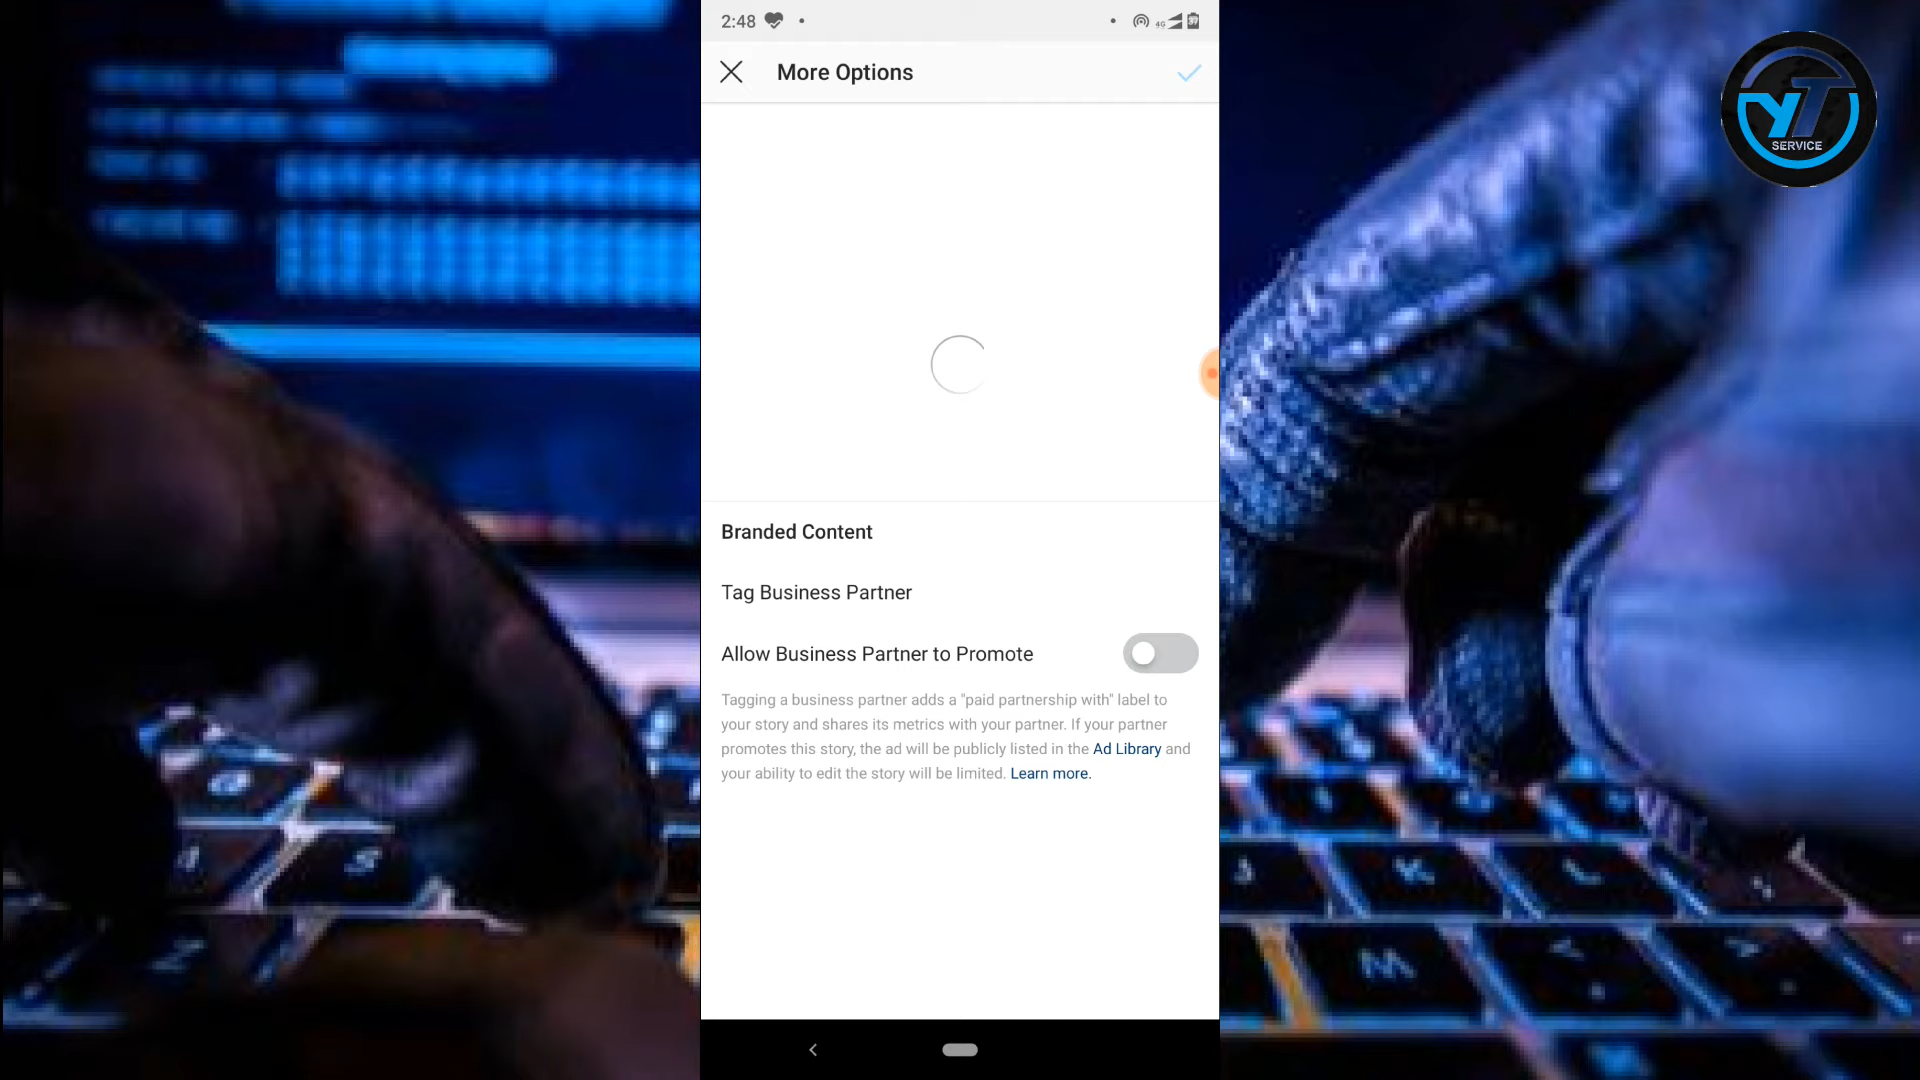 2:48
4G
37
More Options
YT
SERVICE
Branded Content
Tag Business Partner
Allow Business Partner to Promote
Tagging a business partner adds a "paid partnership with" label to
your story and shares its metrics with your partner. If your partner
promotes this story, the ad will be publicly listed in the Ad Library and
your ability to edit the story will be limited. Learn more.